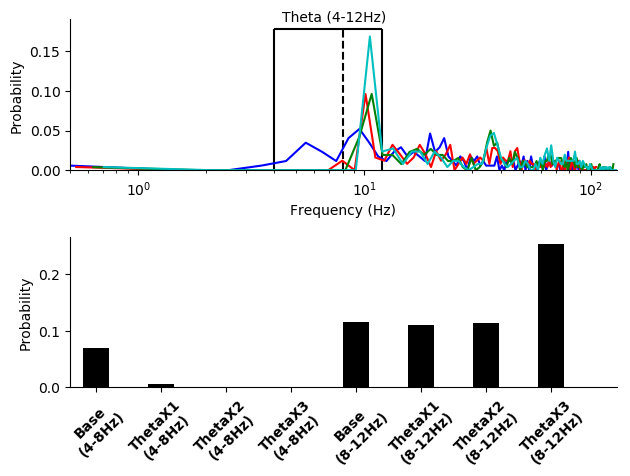 Theta (4-12Hz)
Probability
0.15
0.10
0.05
0.00
10⁰
10¹
10²
Frequency (Hz)
Probability
0.2
0.1
0.0
Base
(4-8Hz)
ThetaX1
(4-8Hz)
ThetaX2
(4-8Hz)
ThetaX3
(4-8Hz)
Base
(8-12Hz)
ThetaX1
(8-12Hz)
ThetaX2
(8-12Hz)
ThetaX3
(8-12Hz)